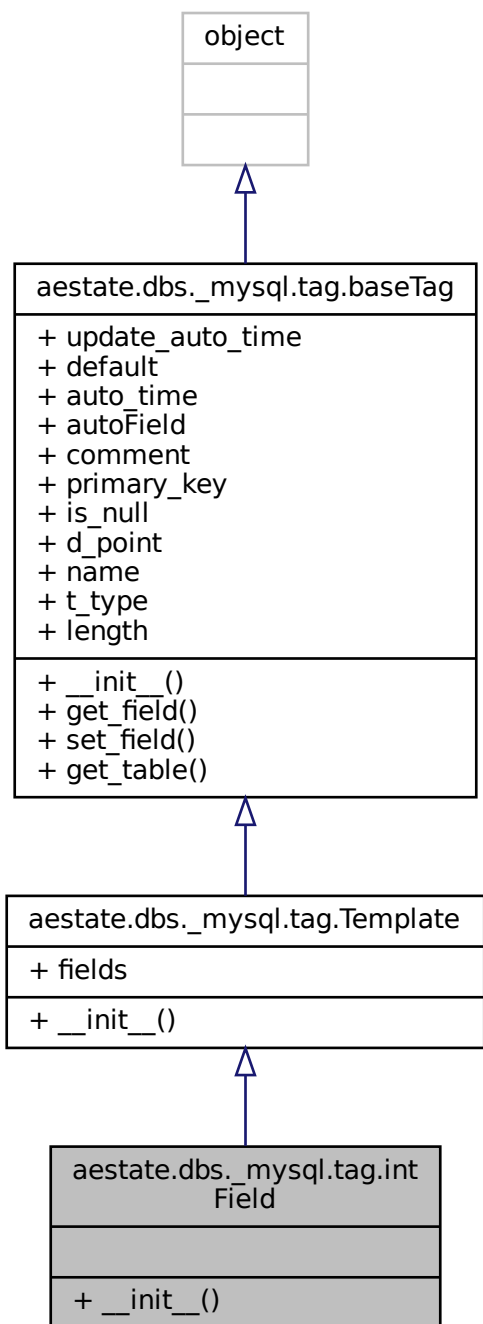 object
aestate.dbs._mysql.tag.baseTag
+ update_auto_time
+ default
+ auto_time
+ autoField
+ comment
+ primary_key
+ is_null
+ d_point
+ name
+ t_type
+ length
+ __init__()
+ get_field()
+ set_field()
+ get_table()
aestate.dbs._mysql.tag.Template
+ fields
+ __init__()
aestate.dbs._mysql.tag.int
Field
+ __init__()